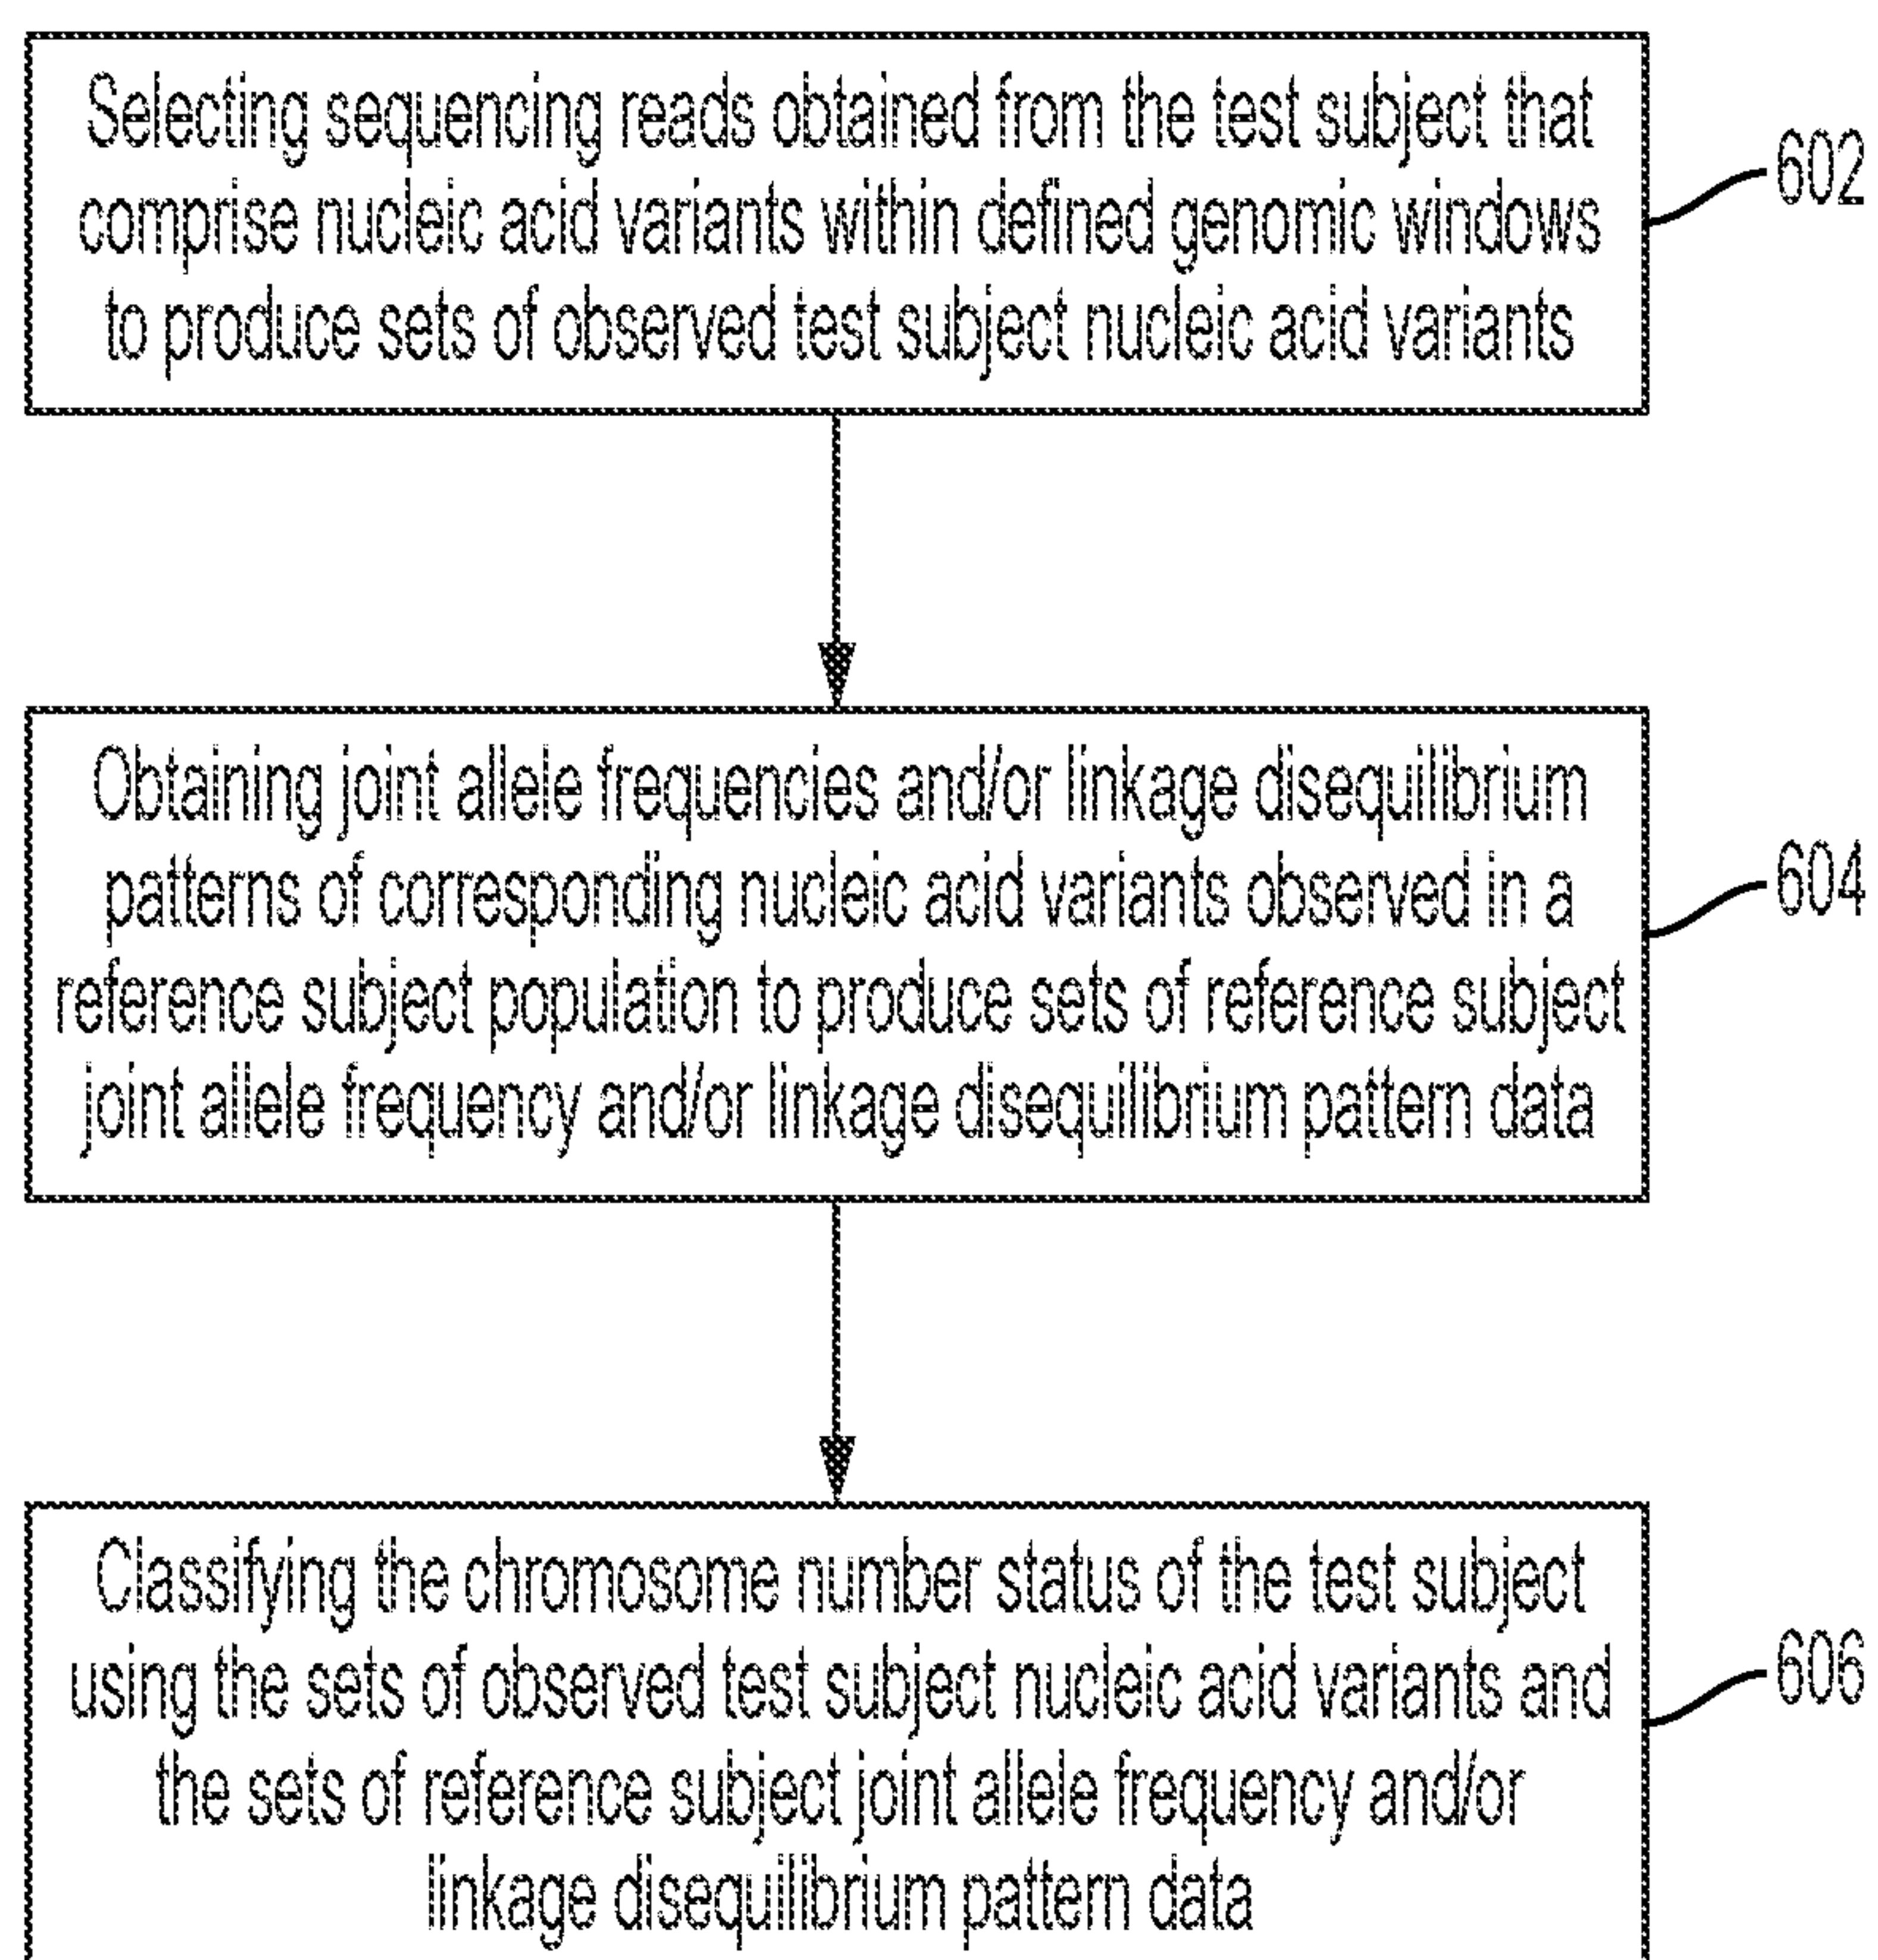 Selecting sequencing reads obtained from the test subject that
comprise nucleic acid variants within defined genomic windows
to produce sets of observed test subject nucleic acid variants
602
Obtaining joint allele frequencies and/or linkage disequilibrium
patterns of corresponding nucleic acid variants observed in a
reference subject population to produce sets of reference subject
joint allele frequency and/or linkage disequilibrium pattern data
604
Classifying the chromosome number status of the test subject
using the sets of observed test subject nucleic acid variants and
the sets of reference subject joint allele frequency and/or
linkage disequilibrium pattern data
606